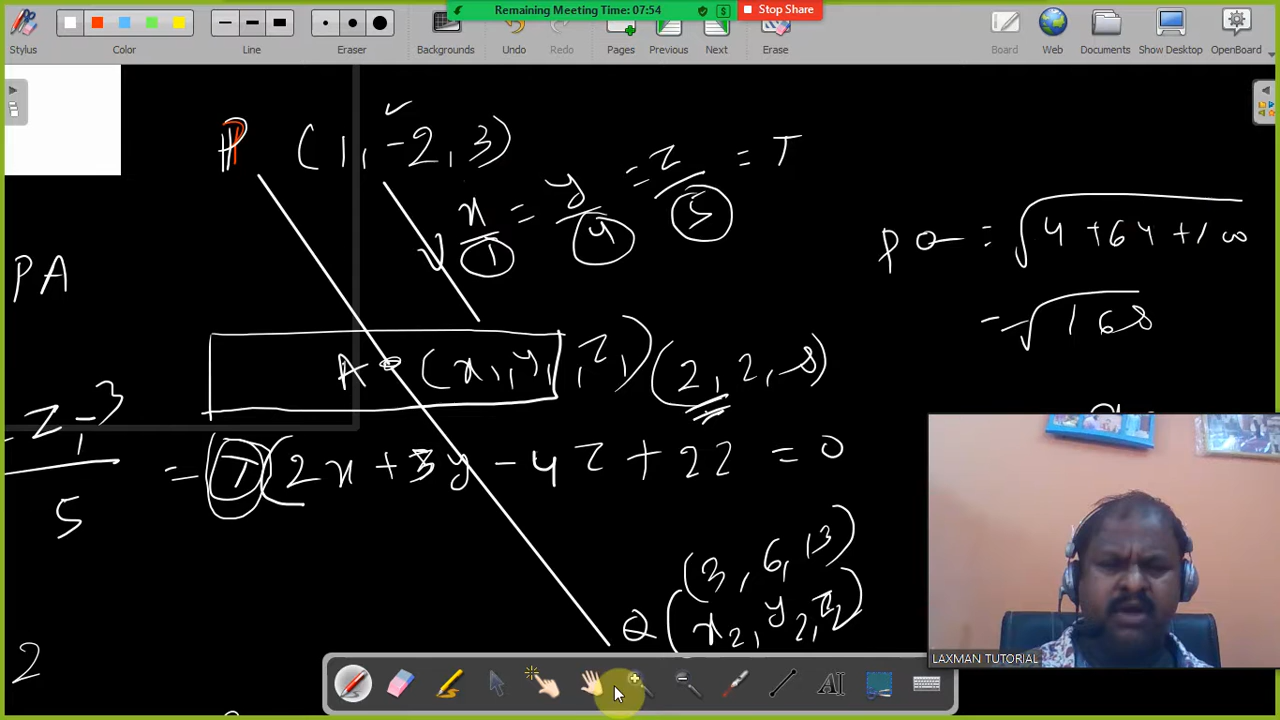 Remaining Meeting Time: 07:54
Stop Share
Stylus
Color
Line
Eraser
Backgrounds
Undo
Redo
Pages
Previous
Next
Erase
Board
Web
Documents
Show Desktop
OpenBoard
P (1, -2, 3)
x/1 = y/4 = z/5 = T
PQ = √4+64+100
= √168
PA
A (x1, y1, z1) (2, 2, 8)
z1-3
5
= T (2x + 3y - 4z + 22 = 0
(3, 6, 13)
Q (x2, y2, z2)
2
LAXMAN TUTORIAL